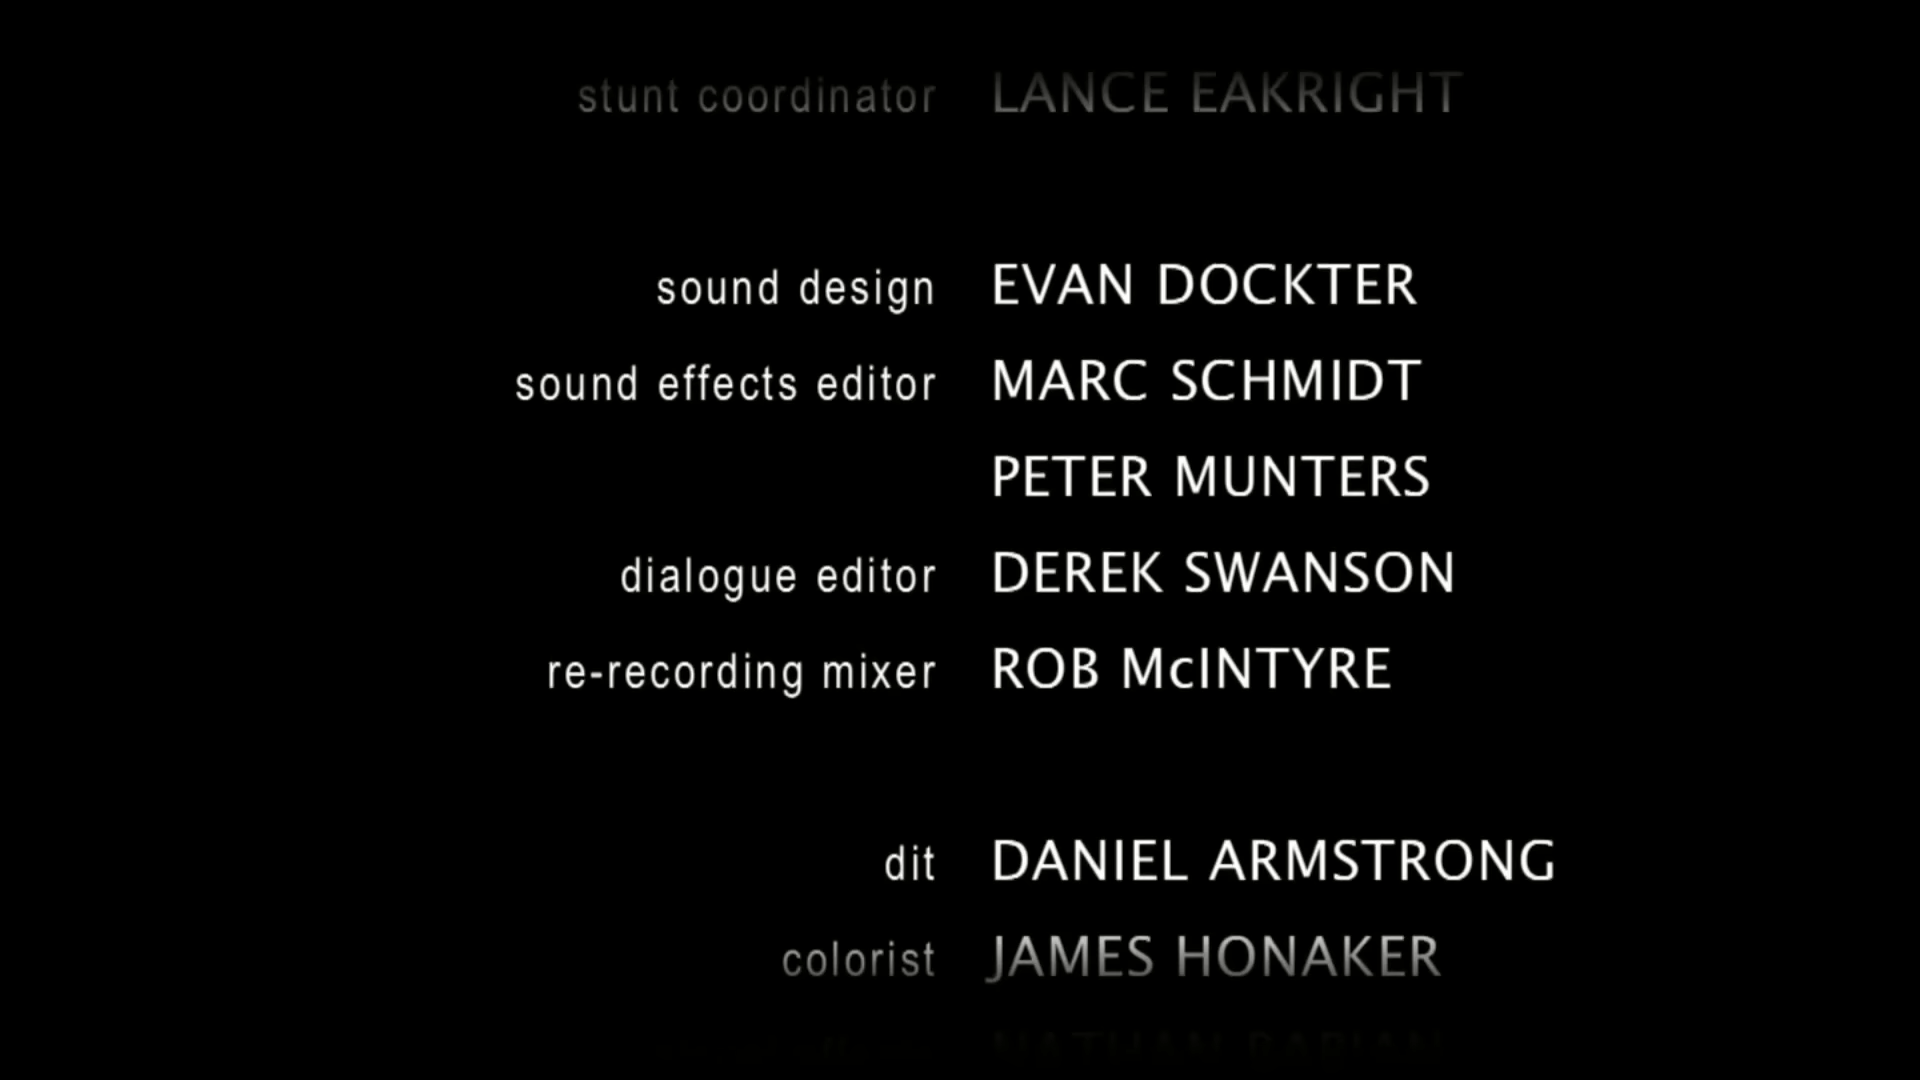 stunt coordinator LANCE EAKRIGHT
sound design EVAN DOCKTER
sound effects editor MARC SCHMIDT
PETER MUNTERS
dialogue editor DEREK SWANSON
re-recording mixer ROB McINTYRE
dit DANIEL ARMSTRONG
colorist JAMES HONAKER
NATHAN